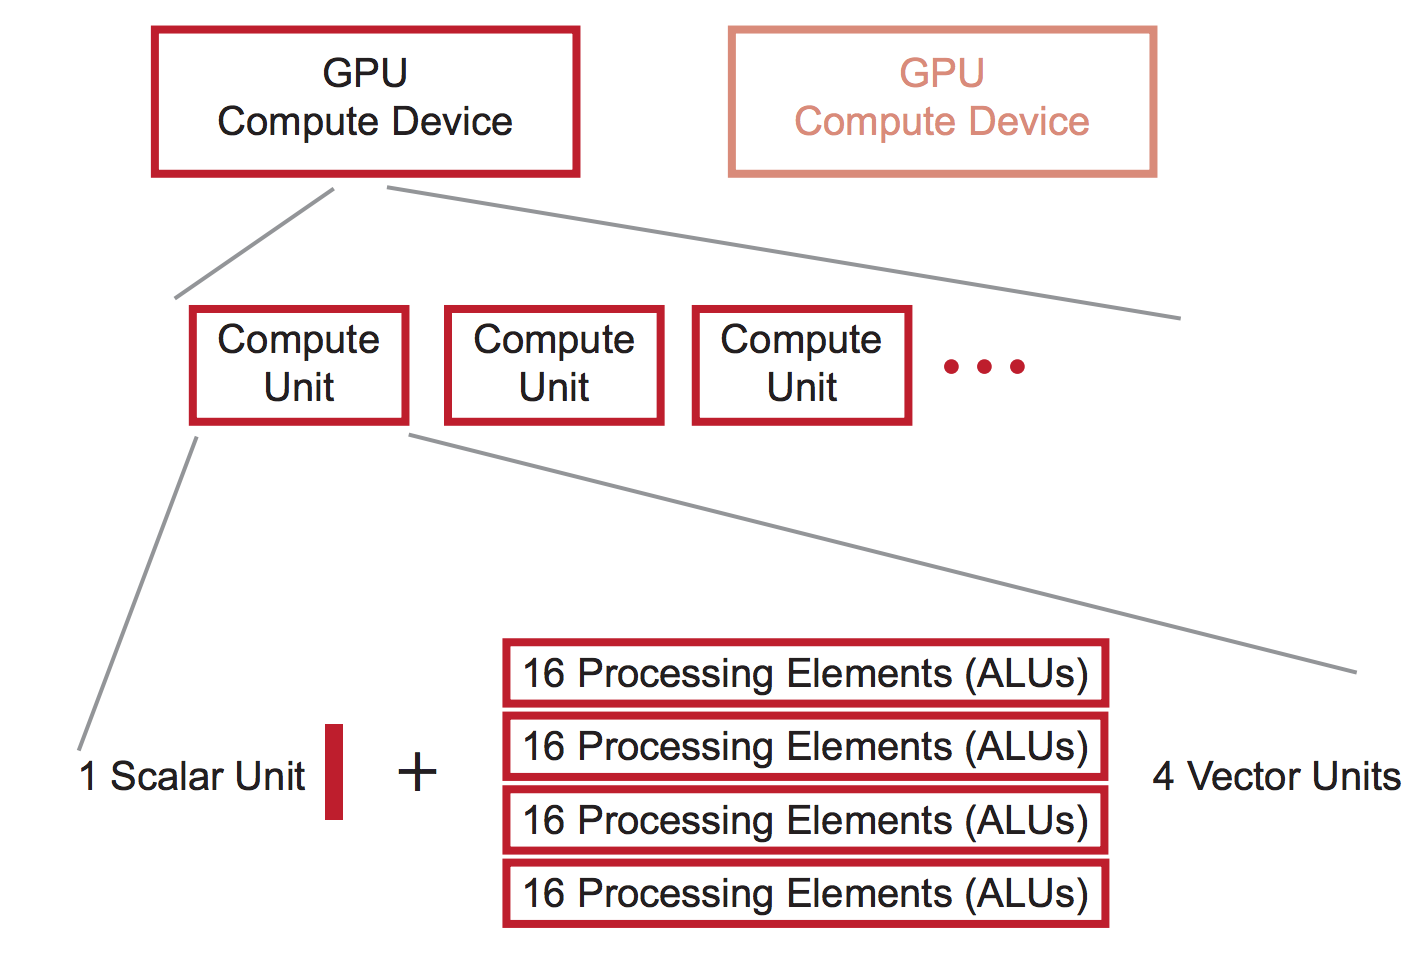 GPU
Compute Device
GPU
Compute Device
Compute
Unit
Compute
Unit
Compute
Unit
1 Scalar Unit
+
16 Processing Elements (ALUs)
16 Processing Elements (ALUs)
16 Processing Elements (ALUs)
16 Processing Elements (ALUs)
4 Vector Units